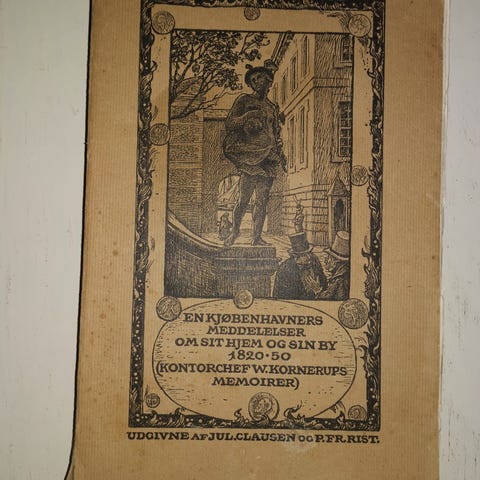 EN KJØBENHAVNERS
MEDDELELSER
OM SIT HJEM OG SIN BY
1820·50
(KONTORCHEF W. KORNERUPS
MEMOIRER)
UDGIVNE AF JUL. CLAUSEN OG P. FR. RIST.